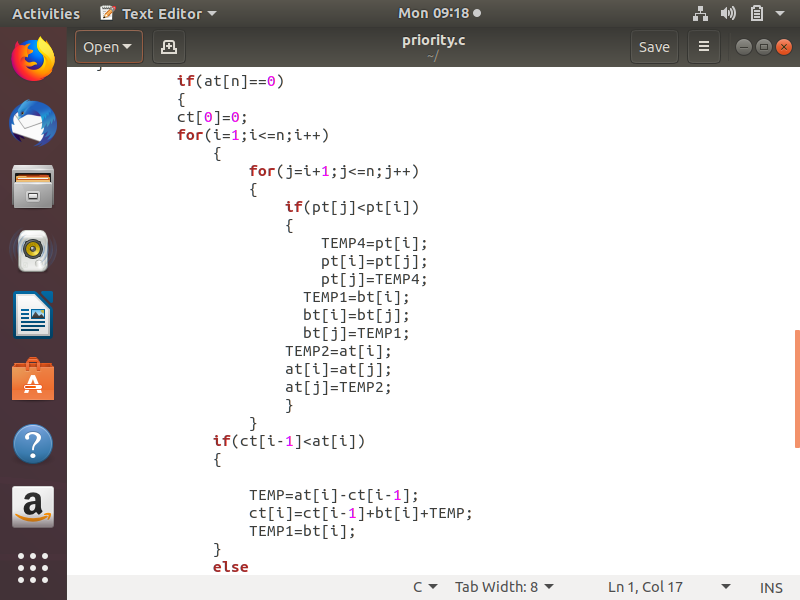 Activities Text Editor Mon 09:18
Open priority.c Save
~/
}
if(at[n]==0)
{
ct[0]=0;
for(i=1;i<=n;i++)
{
for(j=i+1;j<=n;j++)
{
if(pt[j]<pt[i])
{
TEMP4=pt[i];
pt[i]=pt[j];
pt[j]=TEMP4;
TEMP1=bt[i];
bt[i]=bt[j];
bt[j]=TEMP1;
TEMP2=at[i];
at[i]=at[j];
at[j]=TEMP2;
}
}
if(ct[i-1]<at[i])
{
TEMP=at[i]-ct[i-1];
ct[i]=ct[i-1]+bt[i]+TEMP;
TEMP1=bt[i];
}
else
C Tab Width: 8 Ln 1, Col 17 INS